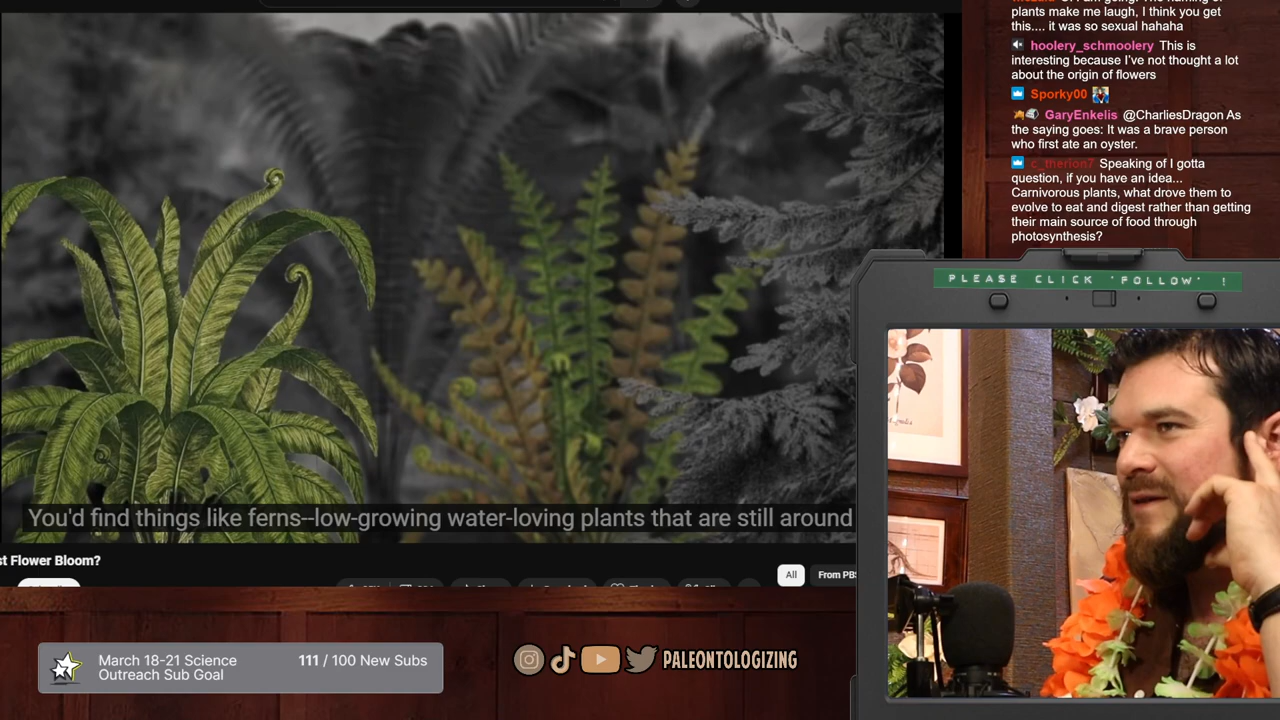 plants make me laugh, I think you get
this.... it was so sexual hahaha
hoolery_schmoolery This is
interesting because I've not thought a lot
about the origin of flowers
Sporky00
GaryEnkelis @CharliesDragon As
the saying goes: It was a brave person
who first ate an oyster.
c_therion7 Speaking of I gotta
question, if you have an idea...
Carnivorous plants, what drove them to
evolve to eat and digest rather than getting
their main source of food through
photosynthesis?
PLEASE CLICK "FOLLOW" !
You'd find things like ferns--low-growing water-loving plants that are still around
st Flower Bloom?
All
From PBS
March 18-21 Science
Outreach Sub Goal
111 / 100 New Subs
PALEONTOLOGIZING